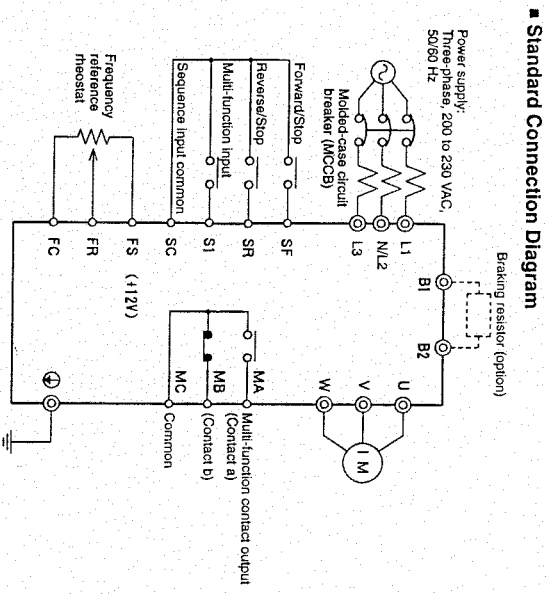 ■ Standard Connection Diagram
Power supply:
Three-phase, 200 to 230 VAC,
50/60 Hz
Molded-case circuit
breaker (MCCB)
Braking resistor (option)
B1
B2
L1
N/L2
L3
U
V
W
IM
Forward/Stop
SF
Reverse/Stop
SR
Multi-function input
S1
Sequence input common
SC
MA
Multi-function contact output
(Contact a)
MB
(Contact b)
MC
Common
Frequency
reference
rheostat
FS (+12V)
FR
FC